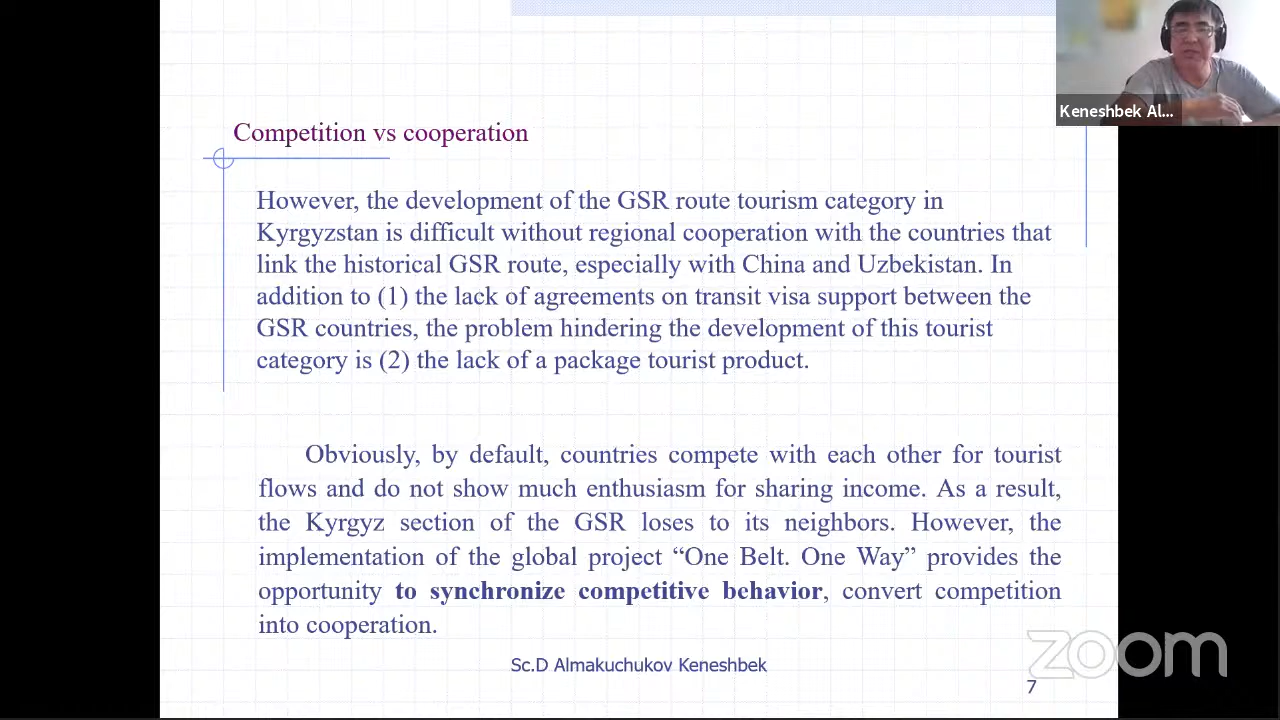 Keneshbek Al...
Competition vs cooperation
However, the development of the GSR route tourism category in
Kyrgyzstan is difficult without regional cooperation with the countries that
link the historical GSR route, especially with China and Uzbekistan. In
addition to (1) the lack of agreements on transit visa support between the
GSR countries, the problem hindering the development of this tourist
category is (2) the lack of a package tourist product.
Obviously, by default, countries compete with each other for tourist
flows and do not show much enthusiasm for sharing income. As a result,
the Kyrgyz section of the GSR loses to its neighbors. However, the
implementation of the global project “One Belt. One Way” provides the
opportunity to synchronize competitive behavior, convert competition
into cooperation.
Sc.D Almakuchukov Keneshbek
7
zoom